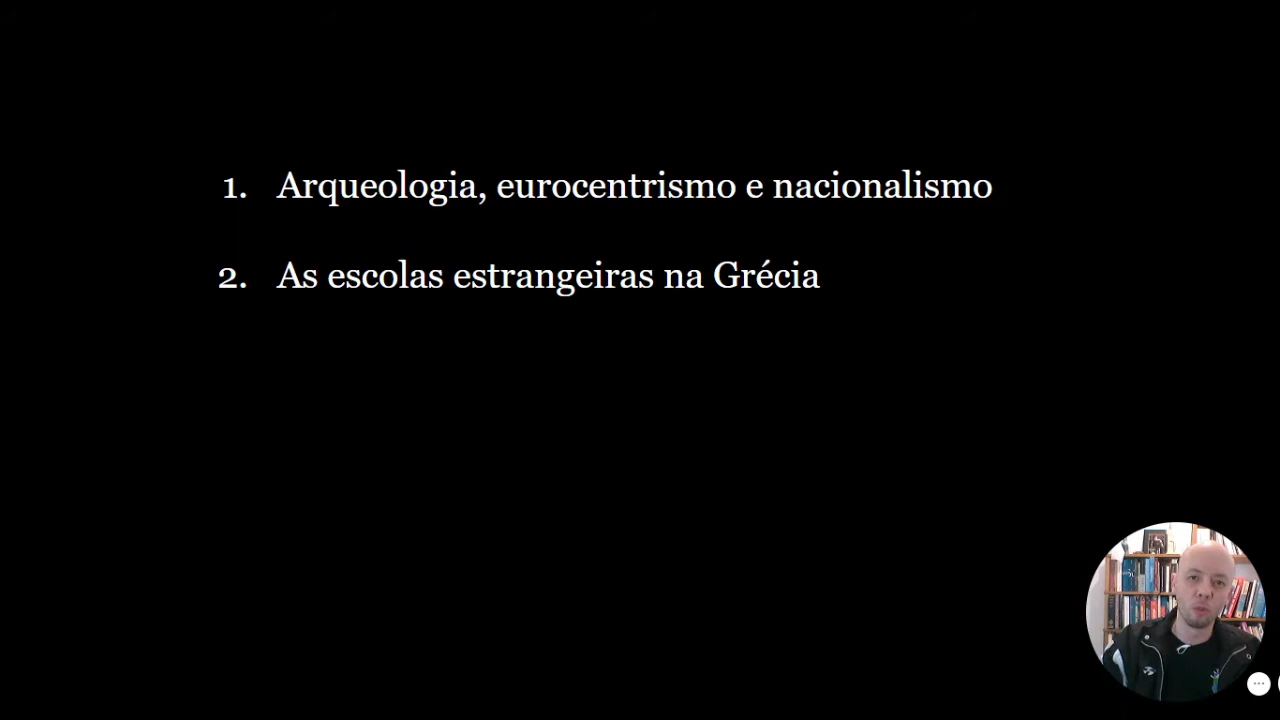 1. Arqueologia, eurocentrismo e nacionalismo
2. As escolas estrangeiras na Grécia